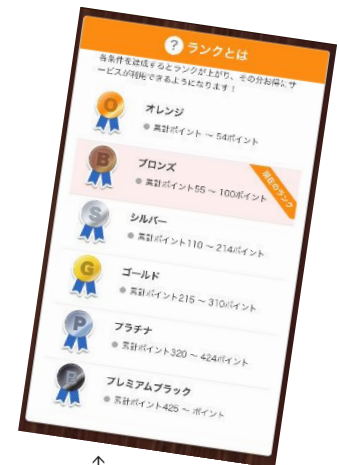 ? ランクとは
各条件を達成するとランクが上がり、その分お得にサ
ービスが利用できるようになります！
O
オレンジ
累計ポイント 〜 54ポイント
B
ブロンズ
累計ポイント55 〜 100ポイント
現在のランク
S
シルバー
累計ポイント110 〜 214ポイント
G
ゴールド
累計ポイント215 〜 310ポイント
P
プラチナ
累計ポイント320 〜 424ポイント
P
プレミアムブラック
累計ポイント425 〜 ポイント